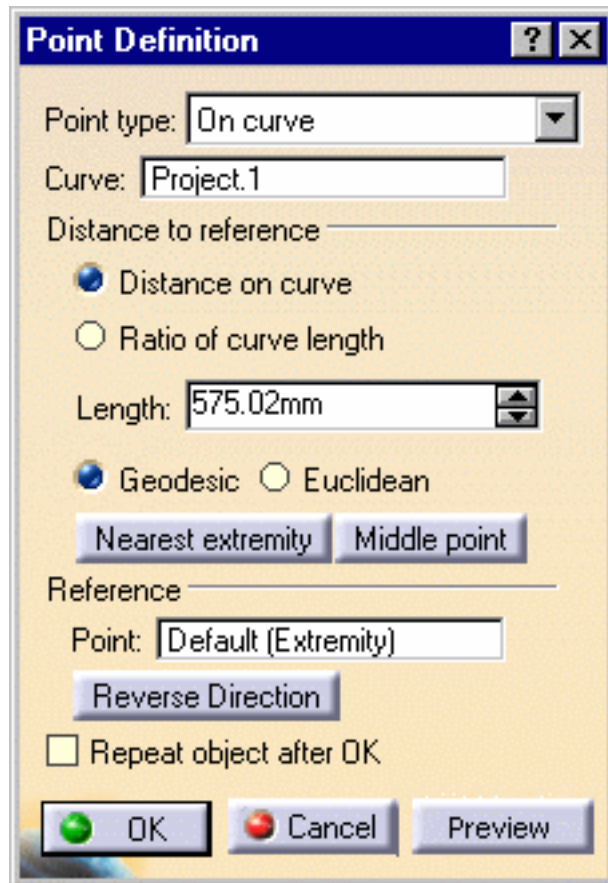 Point Definition ? X
Point type: On curve
Curve: Project.1
Distance to reference
Distance on curve
Ratio of curve length
Length: 575.02mm
Geodesic Euclidean
Nearest extremity Middle point
Reference
Point: Default (Extremity)
Reverse Direction
Repeat object after OK
OK Cancel Preview